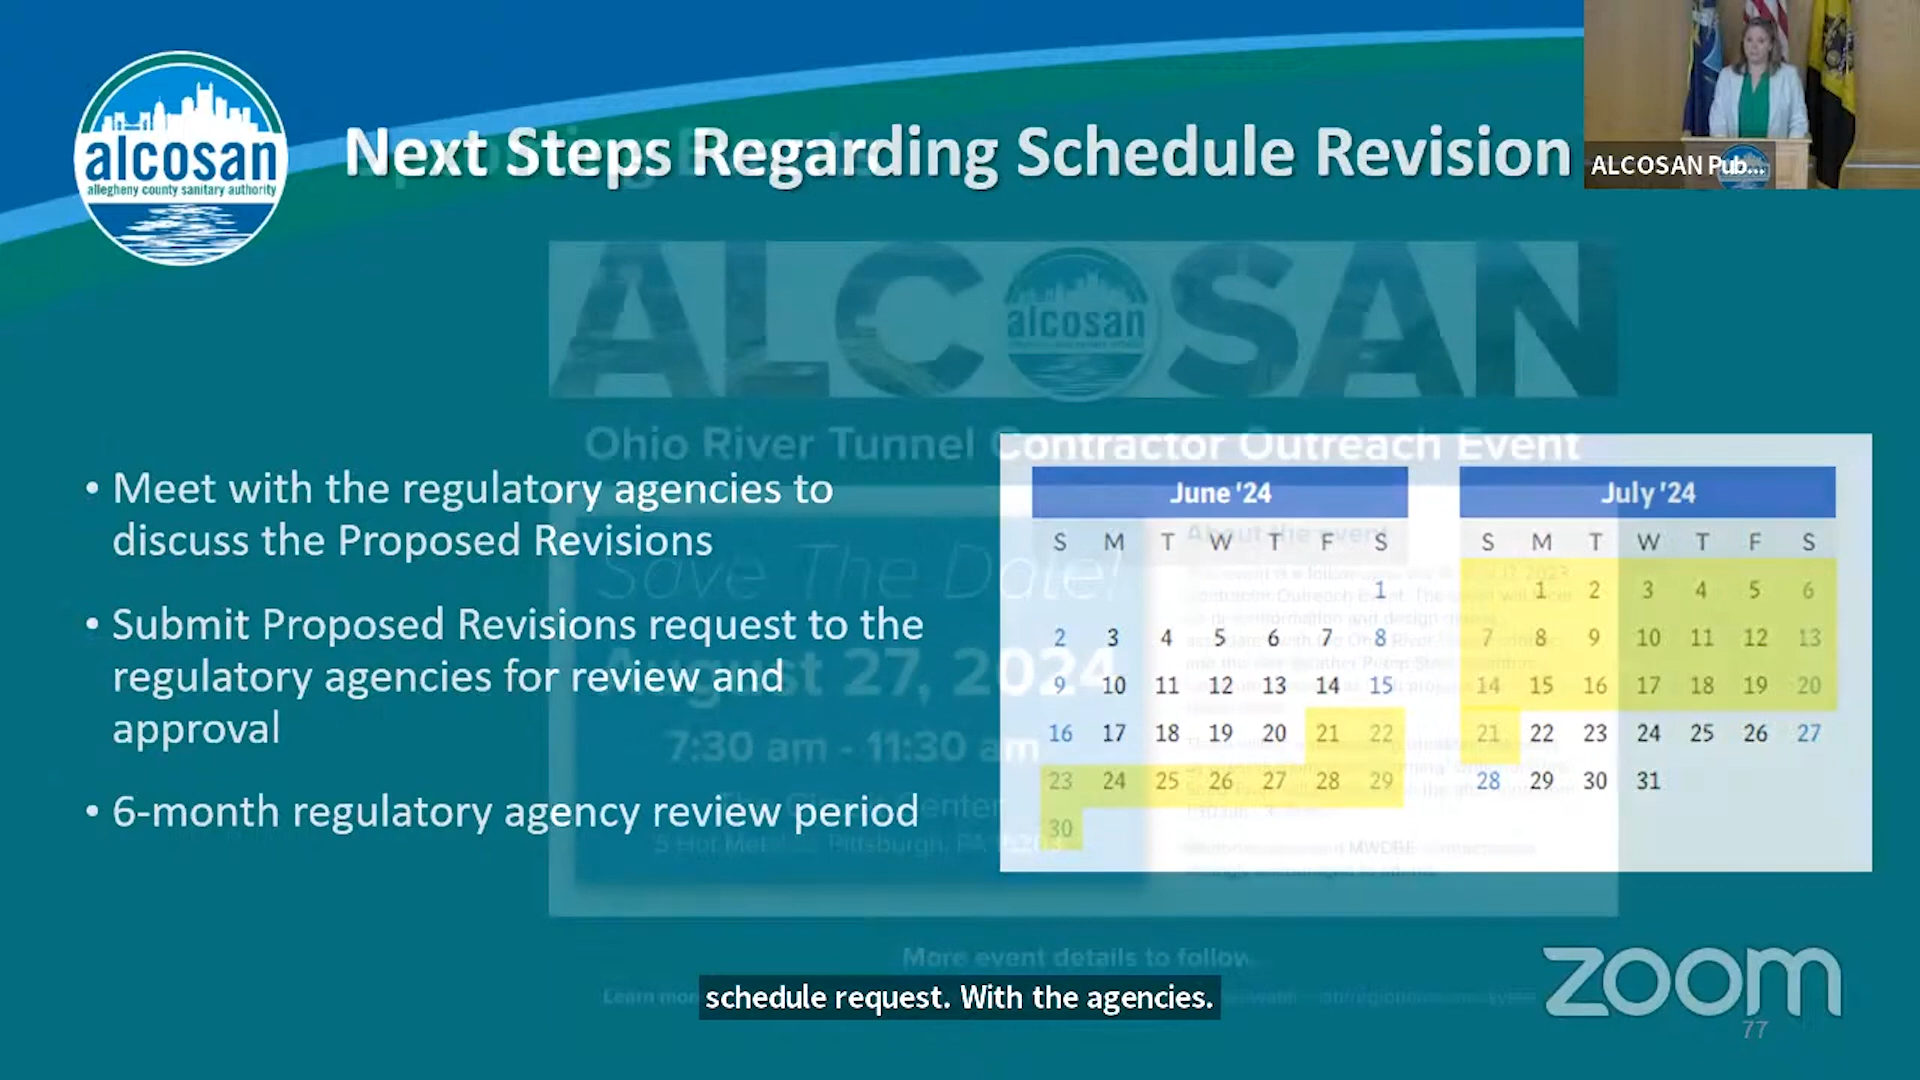 alcosan
allegheny county sanitary authority
Next Steps Regarding Schedule Revision
ALCOSAN Pub...
ALCOSAN
alcosan
Ohio River Tunnel Contractor Outreach Event
• Meet with the regulatory agencies to
discuss the Proposed Revisions
• Submit Proposed Revisions request to the
regulatory agencies for review and
approval
• 6-month regulatory agency review period
Save The Date!
August 27, 2024
7:30 am - 11:30 am
About the event
June '24
S M T W T F S
1
2 3 4 5 6 7 8
9 10 11 12 13 14 15
16 17 18 19 20 21 22
23 24 25 26 27 28 29
30
July '24
S M T W T F S
1 2 3 4 5 6
7 8 9 10 11 12 13
14 15 16 17 18 19 20
21 22 23 24 25 26 27
28 29 30 31
More event details to follow
schedule request. With the agencies.
zoom
77